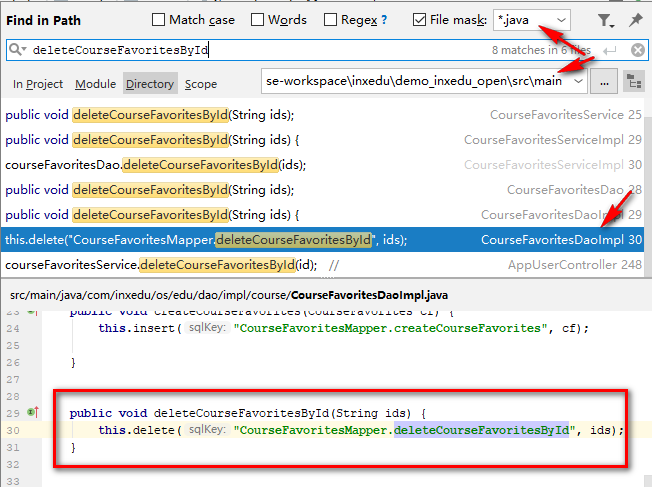 Find in Path Match case Words Regex ? File mask: *.java
deleteCourseFavoritesById 8 matches in 6 files
In Project Module Directory Scope se-workspace\inxedu\demo_inxedu_open\src\main ...
public void deleteCourseFavoritesById(String ids); CourseFavoritesService 25
public void deleteCourseFavoritesById(String ids) { CourseFavoritesServiceImpl 29
courseFavoritesDao.deleteCourseFavoritesById(ids); CourseFavoritesServiceImpl 30
public void deleteCourseFavoritesById(String ids); CourseFavoritesDao 28
public void deleteCourseFavoritesById(String ids) { CourseFavoritesDaoImpl 29
this.delete("CourseFavoritesMapper.deleteCourseFavoritesById", ids); CourseFavoritesDaoImpl 30
courseFavoritesService.deleteCourseFavoritesById(id); // AppUserController 248
src/main/java/com/inxedu/os/edu/dao/impl/course/CourseFavoritesDaoImpl.java
23 public void createCourseFavorites(CourseFavorites cf) {
24 this.insert( sqlKey: "CourseFavoritesMapper.createCourseFavorites", cf);
25
26 }
27
28
29 public void deleteCourseFavoritesById(String ids) {
30 this.delete( sqlKey: "CourseFavoritesMapper.deleteCourseFavoritesById", ids);
31 }
32
33